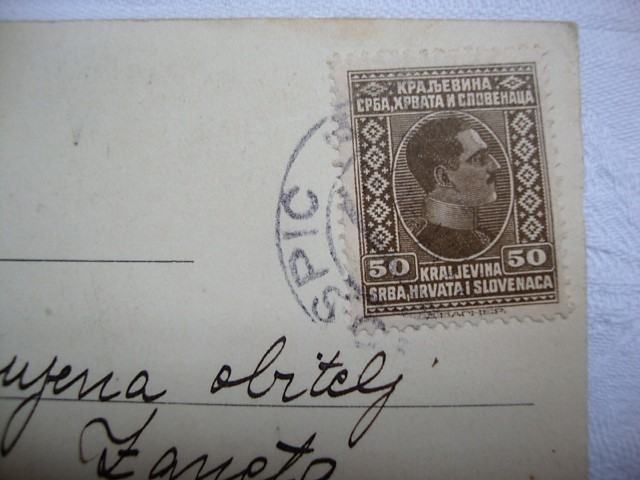 КРАЉЕВИНА
СРБА, ХРВАТА И СЛОВЕНАЦА
50 50
KRALJEVINA
SRBA, HRVATA I SLOVENACA
SPIC
obitelj